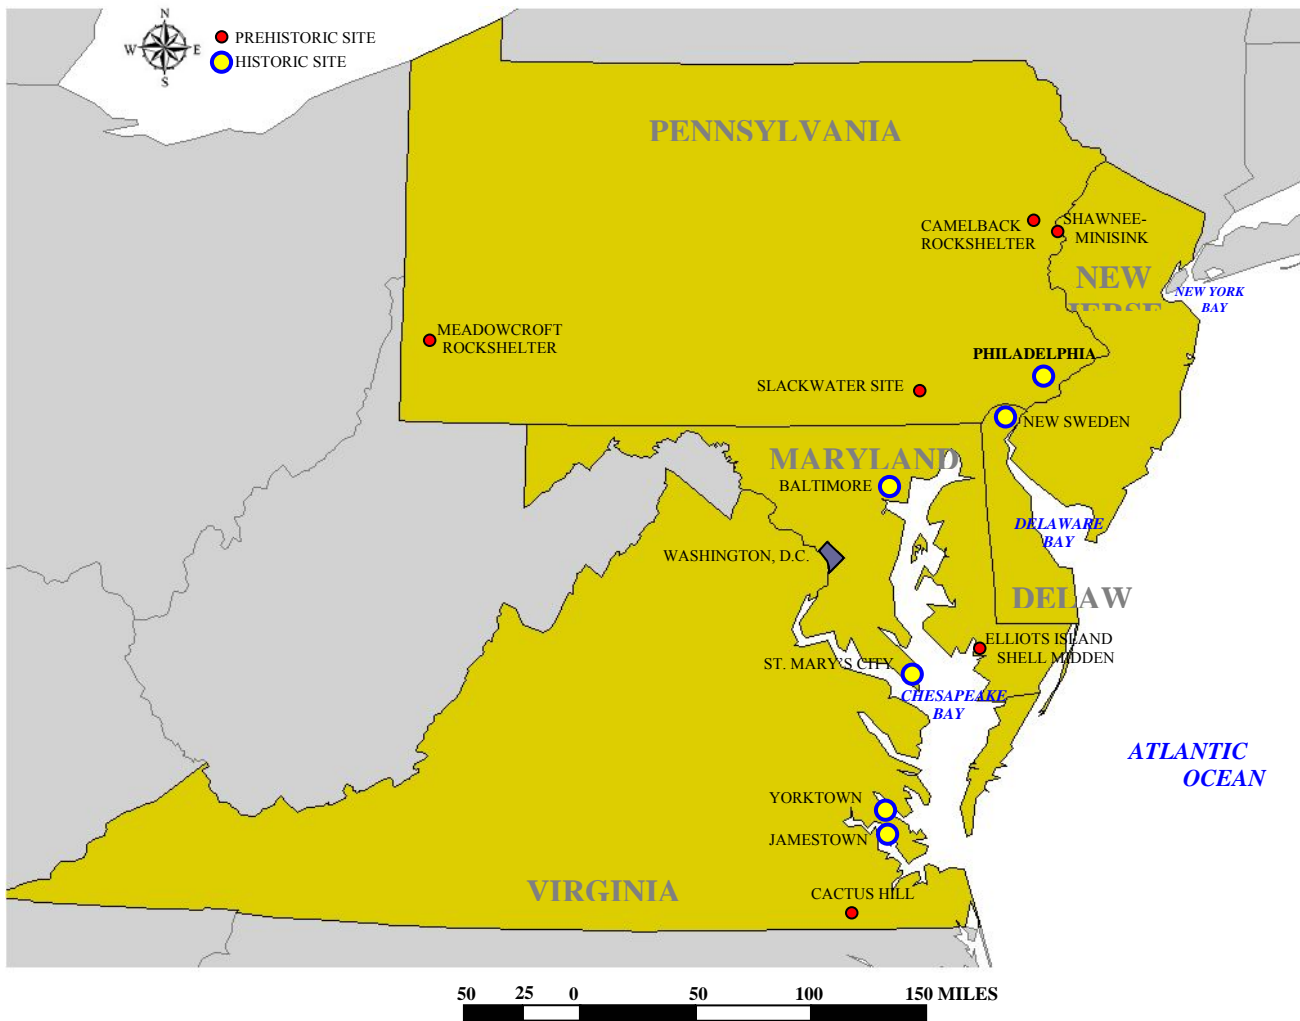 N
W E
S
PREHISTORIC SITE
HISTORIC SITE
PENNSYLVANIA
CAMELBACK
ROCKSHELTER
SHAWNEE-
MINISINK
NEW
JERSE
NEW YORK
BAY
MEADOWCROFT
ROCKSHELTER
PHILADELPHIA
SLACKWATER SITE
NEW SWEDEN
MARYLAND
BALTIMORE
DELAWARE
BAY
WASHINGTON, D.C.
DELAW
ELLIOTS ISLAND
SHELL MIDDEN
ST. MARY'S CITY
CHESAPEAKE
BAY
ATLANTIC
OCEAN
YORKTOWN
JAMESTOWN
VIRGINIA
CACTUS HILL
50 25 0 50 100 150 MILES